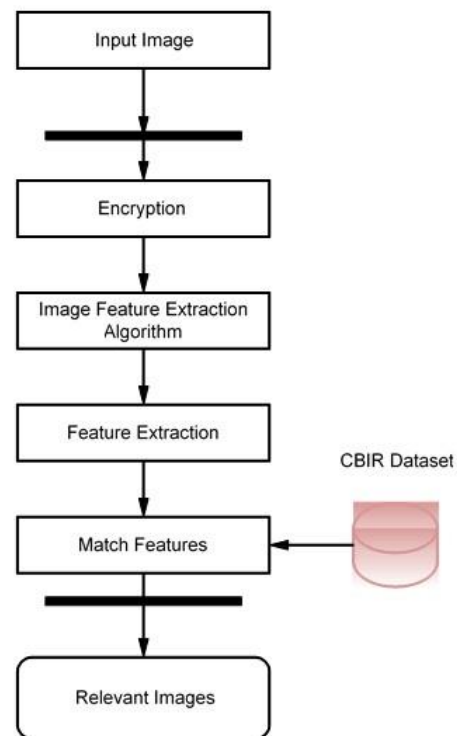 Input Image
Encryption
Image Feature Extraction
Algorithm
Feature Extraction
CBIR Dataset
Match Features
Relevant Images